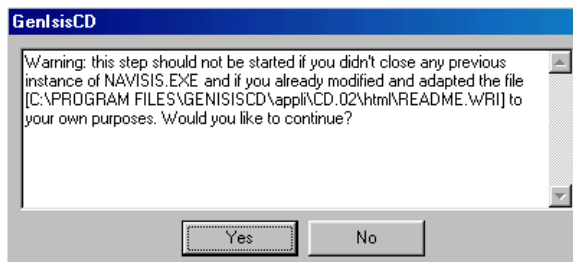 GenIsisCD
Warning: this step should not be started if you didn't close any previous
instance of NAVISIS.EXE and if you already modified and adapted the file
[C:\PROGRAM FILES\GENISISCD\appli\CD.02\html\README.WRI] to
your own purposes. Would you like to continue?
Yes No